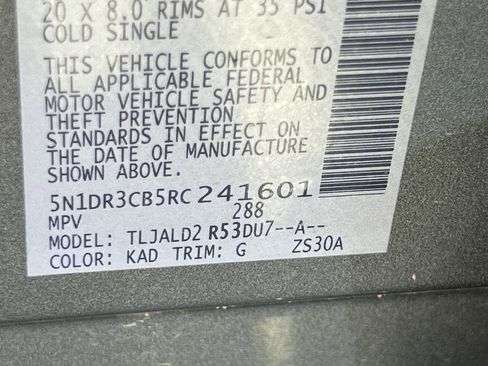 20 X 8.0 RIMS AT 35 PSI
COLD SINGLE
THIS VEHICLE CONFORMS TO
ALL APPLICABLE FEDERAL
MOTOR VEHICLE SAFETY AND
THEFT PREVENTION
STANDARDS IN EFFECT ON
THE DATE OF MANUFACTURE
SHOWN ABOVE.
5N1DR3CB5RC241601
MPV 288
MODEL: TLJALD2 R53DU7--A--
COLOR: KAD TRIM: G ZS30A